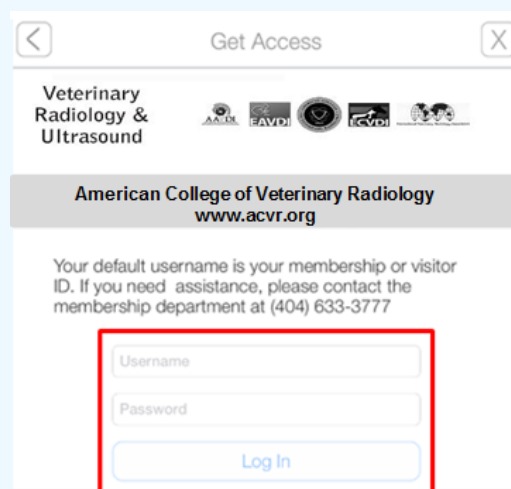 Get Access
X
Veterinary
Radiology &
Ultrasound
EAVDI
ECVDI
American College of Veterinary Radiology
www.acvr.org
Your default username is your membership or visitor
ID. If you need assistance, please contact the
membership department at (404) 633-3777
Username
Password
Log In